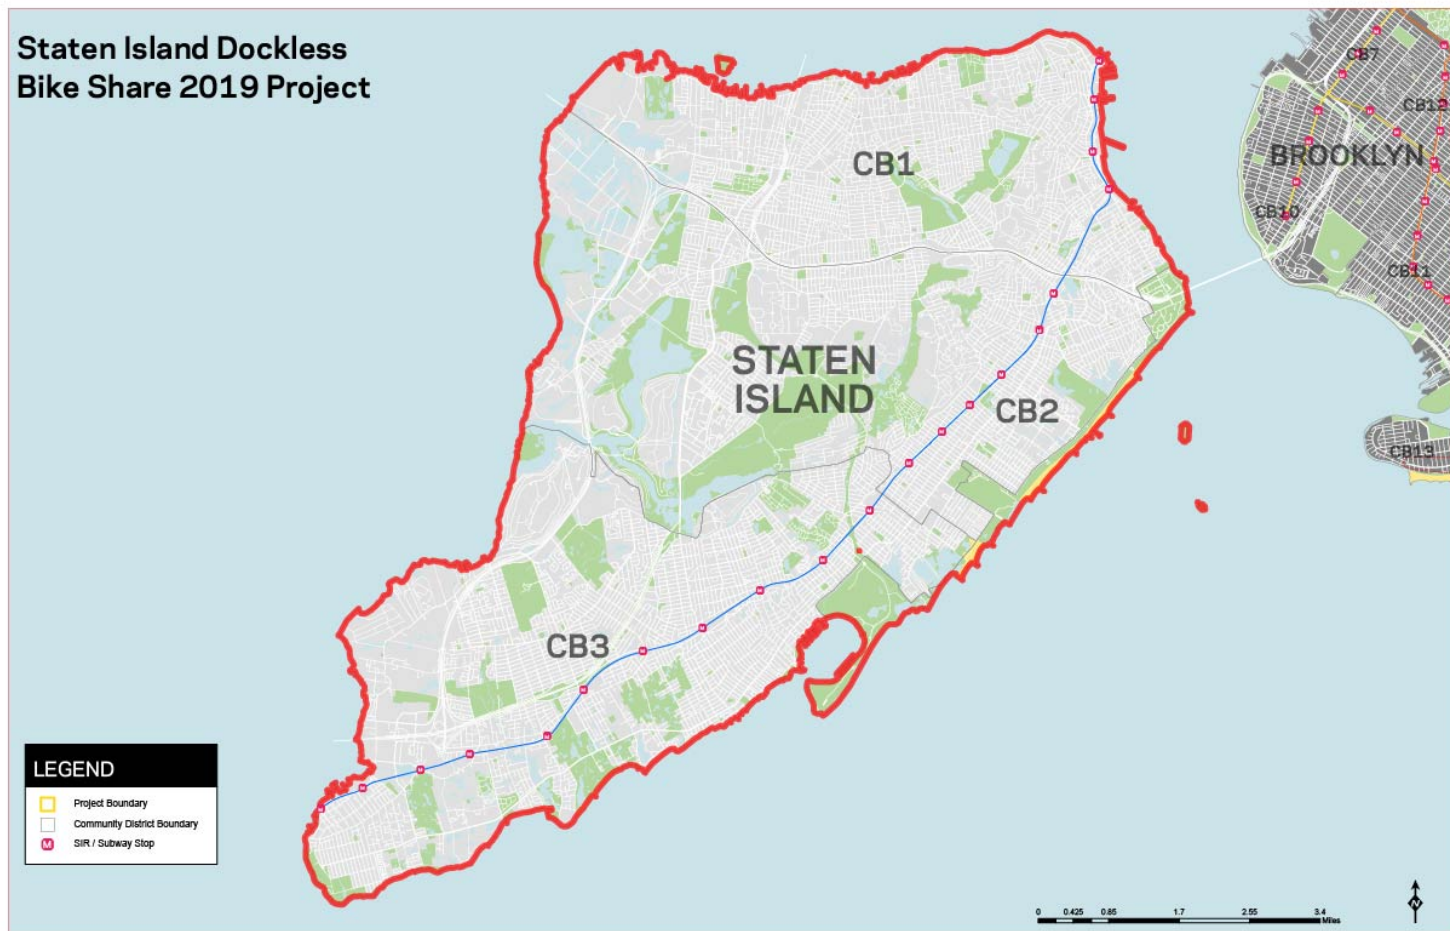 Staten Island Dockless
Bike Share 2019 Project
CB7
CB12
CB1
BROOKLYN
CB10
CB11
STATEN
ISLAND
CB2
CB13
CB3
LEGEND
Project Boundary
Community District Boundary
M SIR / Subway Stop
N
0 0.425 0.85 1.7 2.55 3.4
Miles